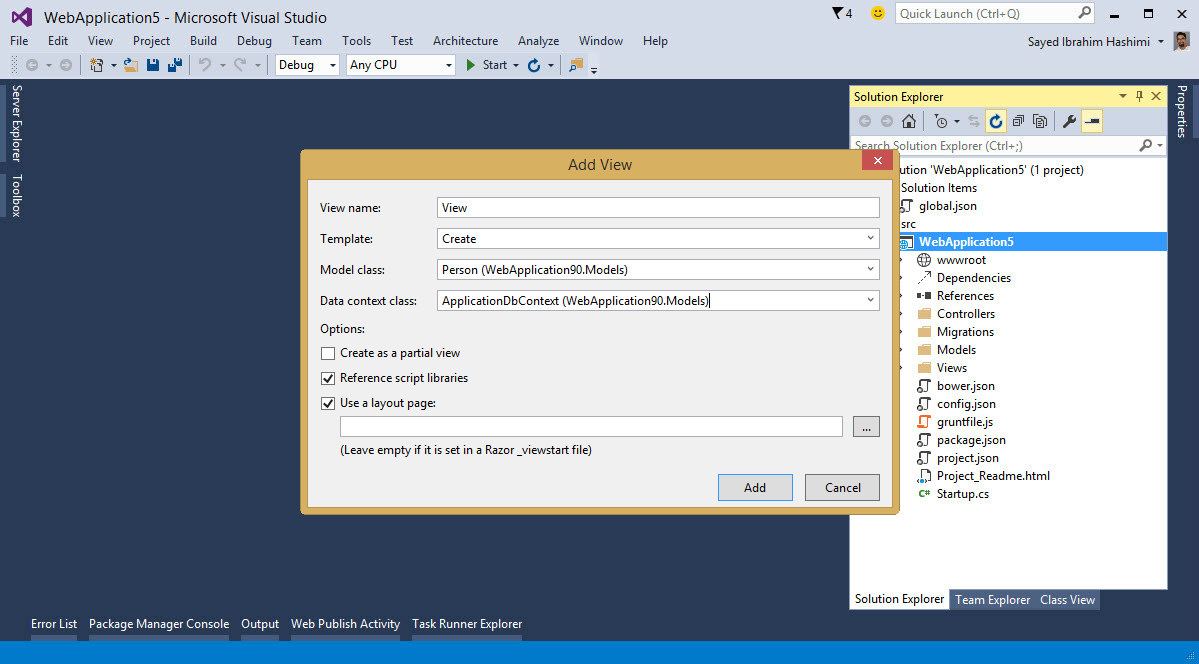 WebApplication5 - Microsoft Visual Studio
4
Quick Launch (Ctrl+Q)
File Edit View Project Build Debug Team Tools Test Architecture Analyze Window Help
Sayed Ibrahim Hashimi
Debug Any CPU Start
Server Explorer
Toolbox
Properties
Solution Explorer
Search Solution Explorer (Ctrl+;)
ution 'WebApplication5' (1 project)
Solution Items
global.json
src
WebApplication5
wwwroot
Dependencies
References
Controllers
Migrations
Models
Views
bower.json
config.json
gruntfile.js
package.json
project.json
Project_Readme.html
C# Startup.cs
Solution Explorer Team Explorer Class View
Add View
View name: View
Template: Create
Model class: Person (WebApplication90.Models)
Data context class: ApplicationDbContext (WebApplication90.Models)
Options:
Create as a partial view
Reference script libraries
Use a layout page:
...
(Leave empty if it is set in a Razor _viewstart file)
Add Cancel
Error List Package Manager Console Output Web Publish Activity Task Runner Explorer